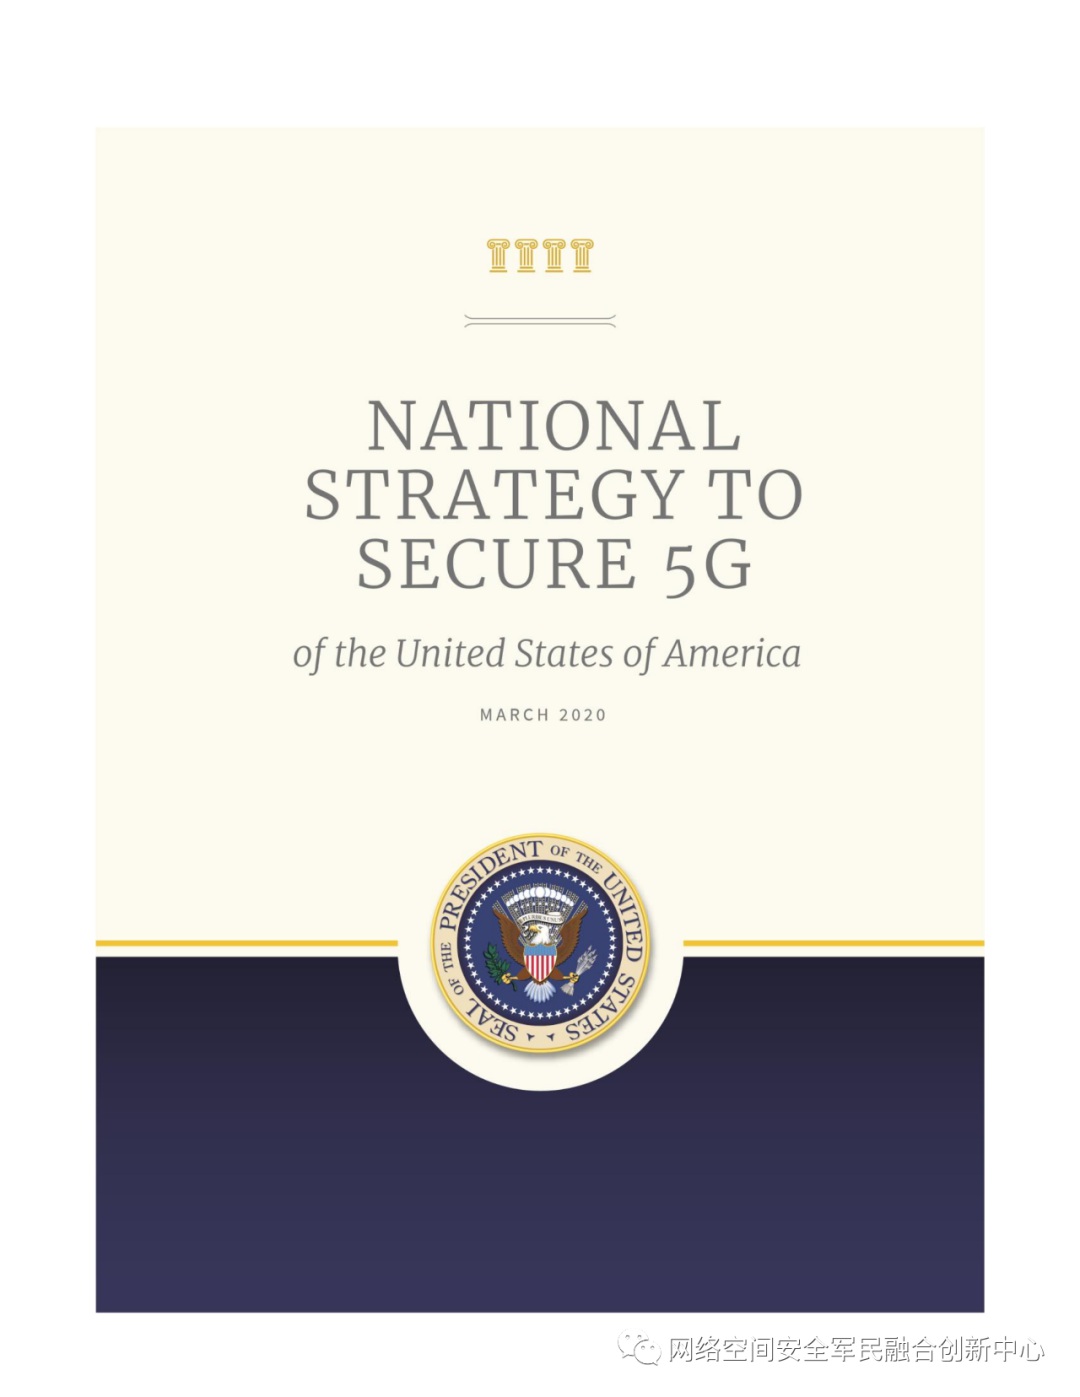 NATIONAL
STRATEGY TO
SECURE 5G
of the United States of America
MARCH 2020
SEAL OF THE PRESIDENT OF THE UNITED STATES
网络空间安全军民融合创新中心